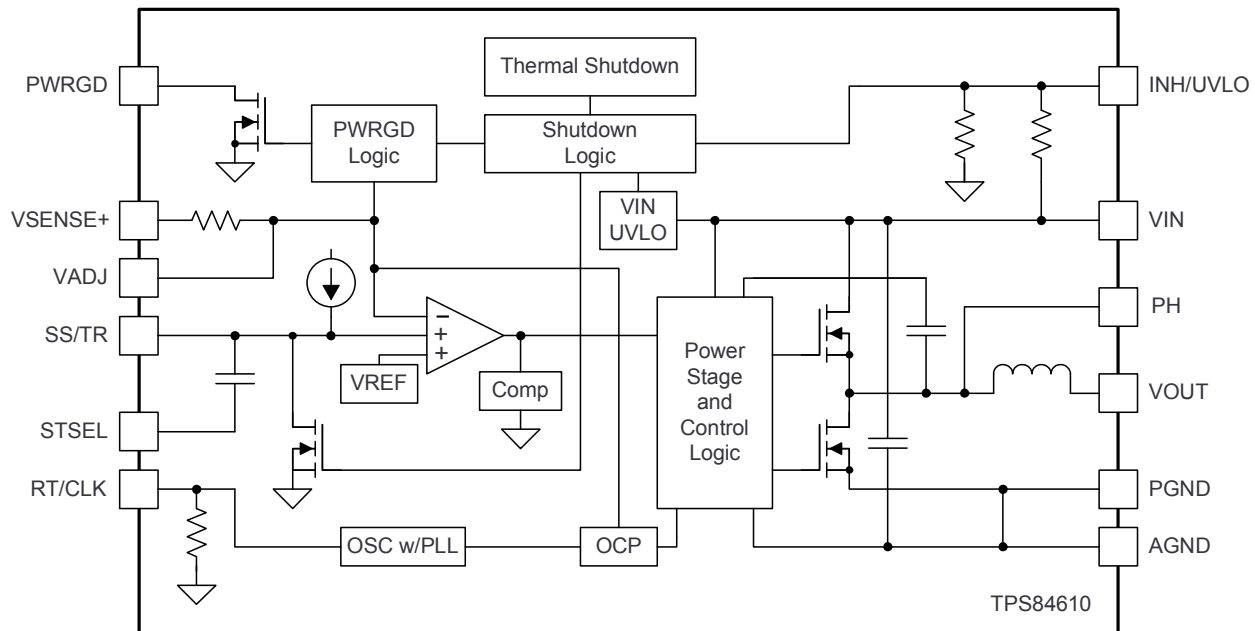 Thermal Shutdown
PWRGD
INH/UVLO
PWRGD
Logic
Shutdown
Logic
VSENSE+
VIN
UVLO
VIN
VADJ
PH
SS/TR
−
+
+
VREF
Comp
Power
Stage
and
Control
Logic
VOUT
STSEL
RT/CLK
PGND
OSC w/PLL
OCP
AGND
TPS84610